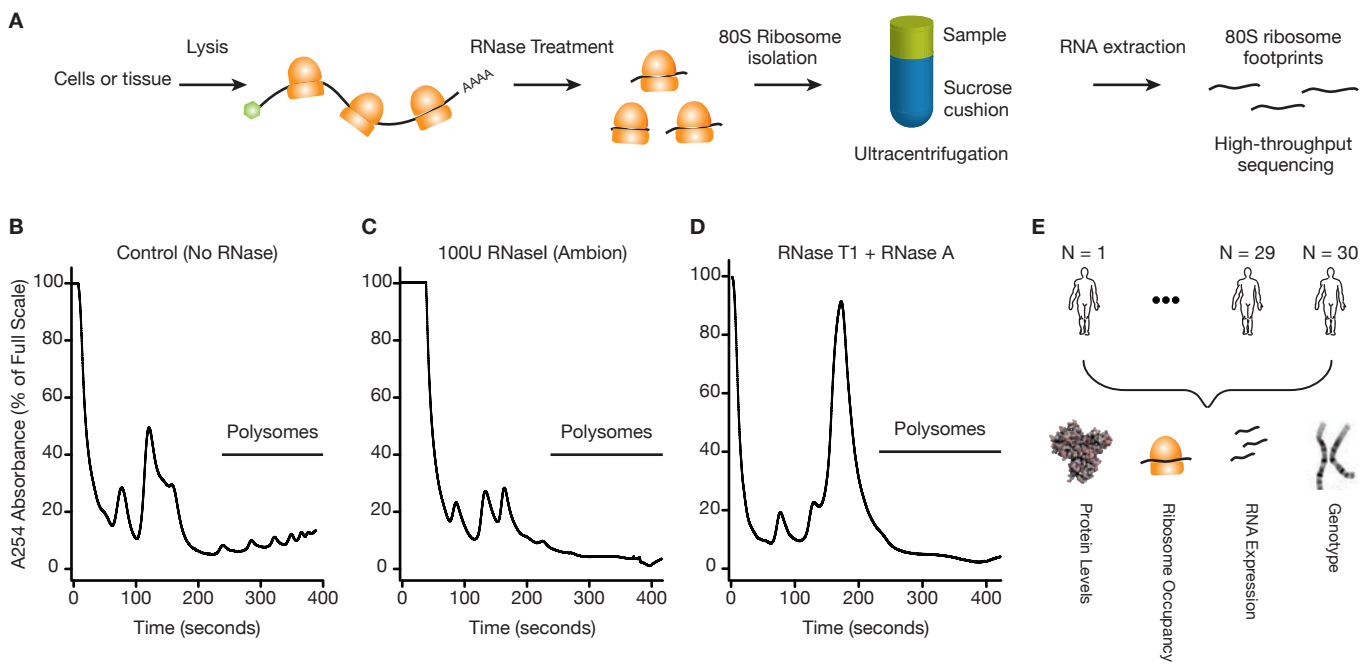 A
Lysis
Cells or tissue
AAAA
RNase Treatment
80S Ribosome
isolation
Sample
Sucrose
cushion
Ultracentrifugation
RNA extraction
80S ribosome
footprints
High-throughput
sequencing
B
Control (No RNase)
A254 Absorbance (% of Full Scale)
100
80
60
40
20
0
Polysomes
0 100 200 300 400
Time (seconds)
C
100U RNaseI (Ambion)
100
80
60
40
20
0
Polysomes
0 100 200 300 400
Time (seconds)
D
RNase T1 + RNase A
100
80
60
40
20
0
Polysomes
0 100 200 300 400
Time (seconds)
E
N = 1
N = 29
N = 30
Protein Levels
Ribosome Occupancy
RNA Expression
Genotype